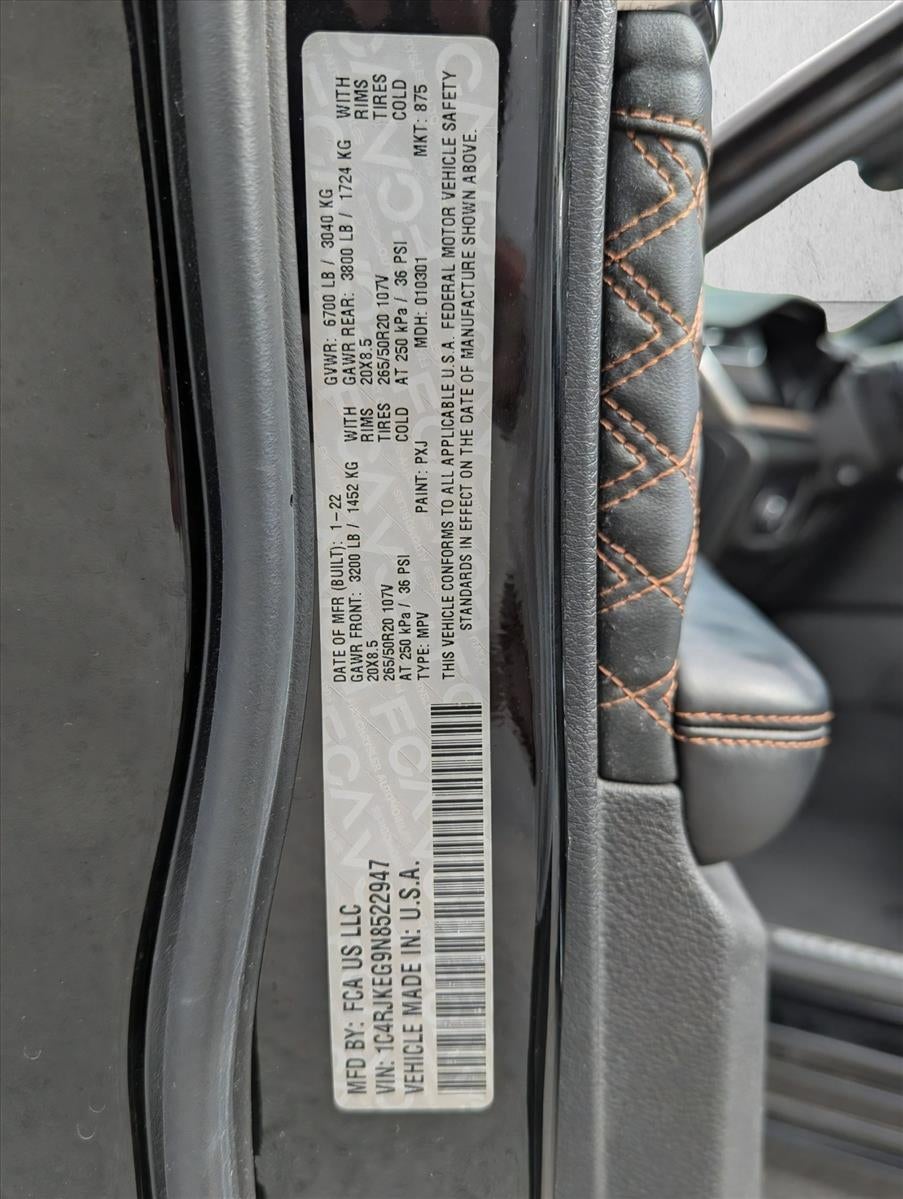 MFD BY: FCA US LLC
VIN: 1C4RJKEG9N8522947
VEHICLE MADE IN: U.S.A.
DATE OF MFR (BUILT): 1-22 GVWR: 6700 LB / 3040 KG
GAWR FRONT: 3200 LB / 1452 KG WITH GAWR REAR: 3800 LB / 1724 KG WITH
20X8.5 RIMS 20X8.5 RIMS
265/50R20 107V TIRES 265/50R20 107V TIRES
AT 250 kPa / 36 PSI COLD AT 250 kPa / 36 PSI COLD
TYPE: MPV PAINT: PXJ MDH: 010301 MKT: 875
THIS VEHICLE CONFORMS TO ALL APPLICABLE U.S.A. FEDERAL MOTOR VEHICLE SAFETY
STANDARDS IN EFFECT ON THE DATE OF MANUFACTURE SHOWN ABOVE.